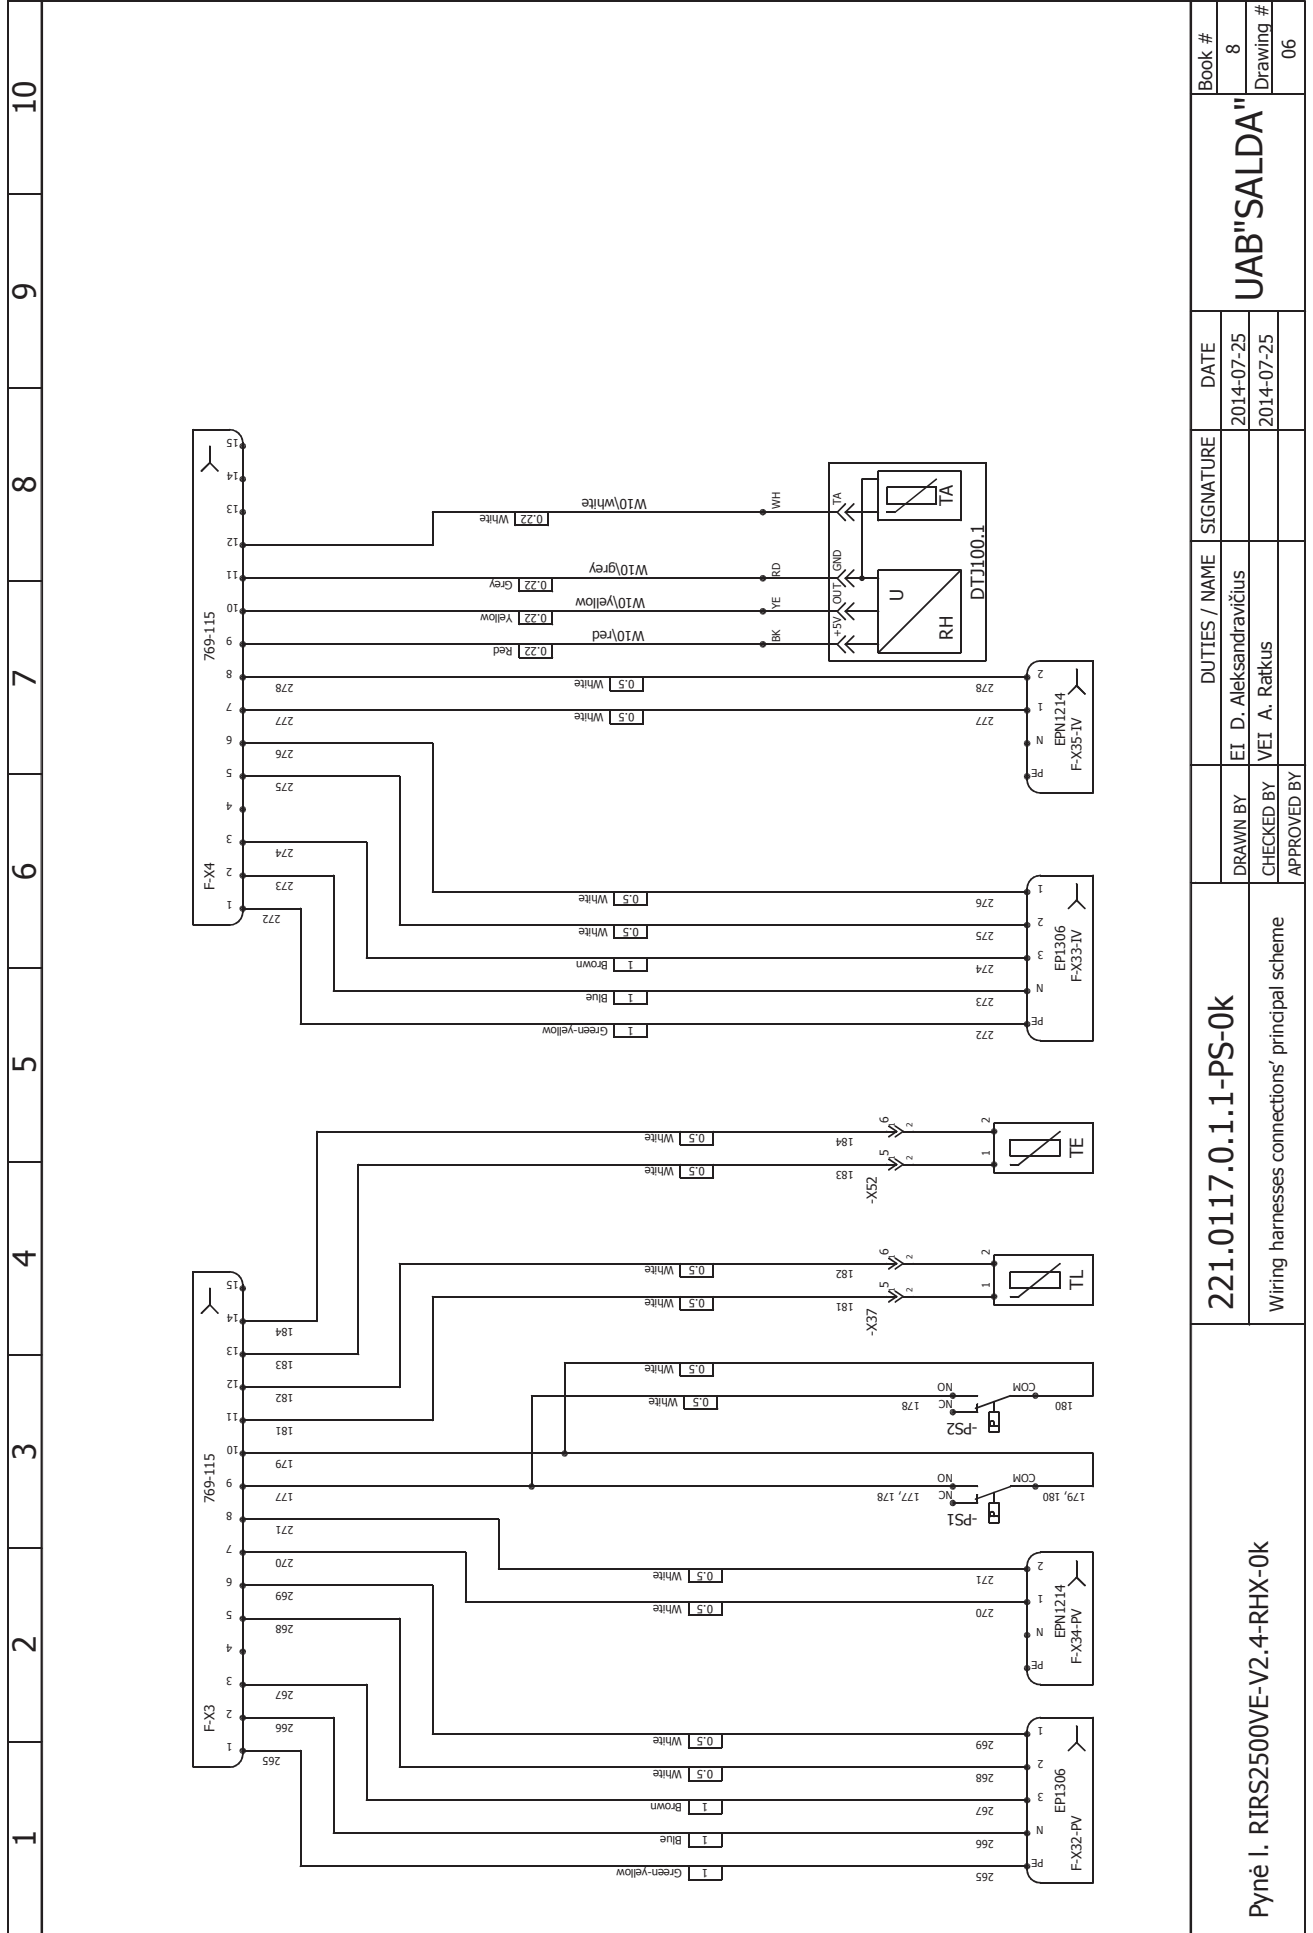 1
2
3
4
5
6
7
8
9
10
F-X3
769-115
1
2
3
4
5
6
7
8
9
10
11
12
13
14
15
265
266
267
268
269
270
271
177
179
181
182
183
184
F-X4
769-115
1
2
3
4
5
6
7
8
9
10
11
12
13
14
15
272
273
274
275
276
277
278
Green-yellow 1
Blue 1
Brown 1
White 0.5
White 0.5
265
266
267
268
269
PE
N
3
2
1
EP1306
F-X32-PV
White 0.5
White 0.5
270
271
PE
N
1
2
EPN1214
F-X34-PV
177, 178
NO
NC
-PS1
P
COM
179, 180
White 0.5
White 0.5
178
NO
NC
-PS2
P
COM
180
White 0.5
White 0.5
181
182
-X37
5
6
1
2
1
2
1
2
TL
White 0.5
White 0.5
183
184
-X52
5
6
1
2
1
2
1
2
TE
Green-yellow 1
Blue 1
Brown 1
White 0.5
White 0.5
272
273
274
275
276
PE
N
3
2
1
EP1306
F-X33-IV
White 0.5
White 0.5
277
278
PE
N
1
2
EPN1214
F-X35-IV
Red 0.22
Yellow 0.22
Grey 0.22
White 0.22
W10\red
W10\yellow
W10\grey
W10\white
BK
YE
RD
WH
+5V
OUT
GND
TA
U
RH
TA
DTJ100.1
Pynė I. RIRS2500VE-V2.4-RHX-0k
221.0117.0.1.1-PS-0k
Wiring harnesses connections' principal scheme
DUTIES / NAME
SIGNATURE
DATE
DRAWN BY
EI D. Aleksandravičius
2014-07-25
CHECKED BY
VEI A. Ratkus
2014-07-25
APPROVED BY
UAB"SALDA"
Book #
8
Drawing #
06